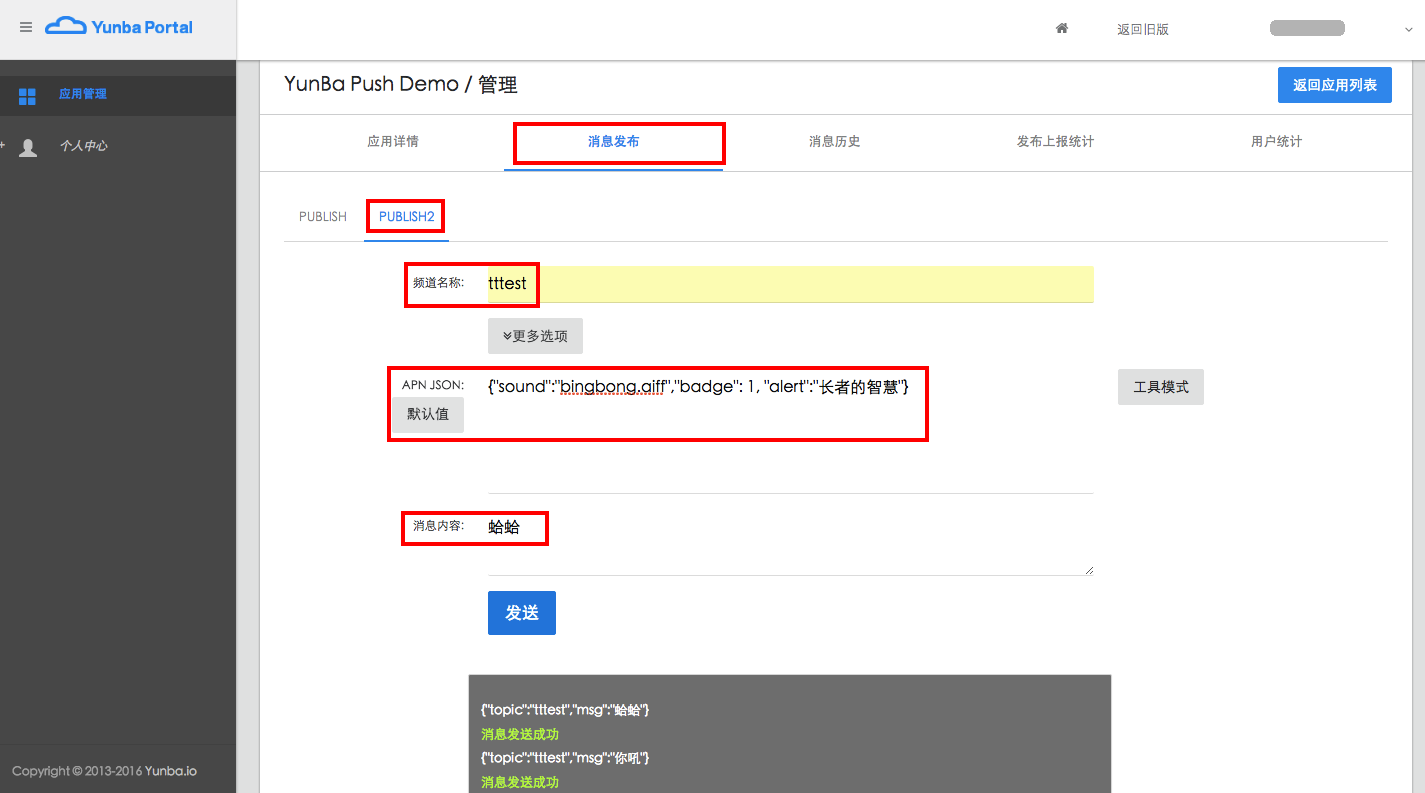 Yunba Portal
返回旧版
应用管理
个人中心
YunBa Push Demo / 管理
返回应用列表
应用详情 消息发布 消息历史 发布上报统计 用户统计
PUBLISH PUBLISH2
频道名称: tttest
更多选项
APN JSON: {"sound":"bingbong.aiff","badge": 1, "alert":"长者的智慧"}
工具模式
默认值
消息内容: 蛤蛤
发送
{"topic":"tttest","msg":"蛤蛤"}
消息发送成功
{"topic":"tttest","msg":"你吼"}
消息发送成功
Copyright © 2013-2016 Yunba.io